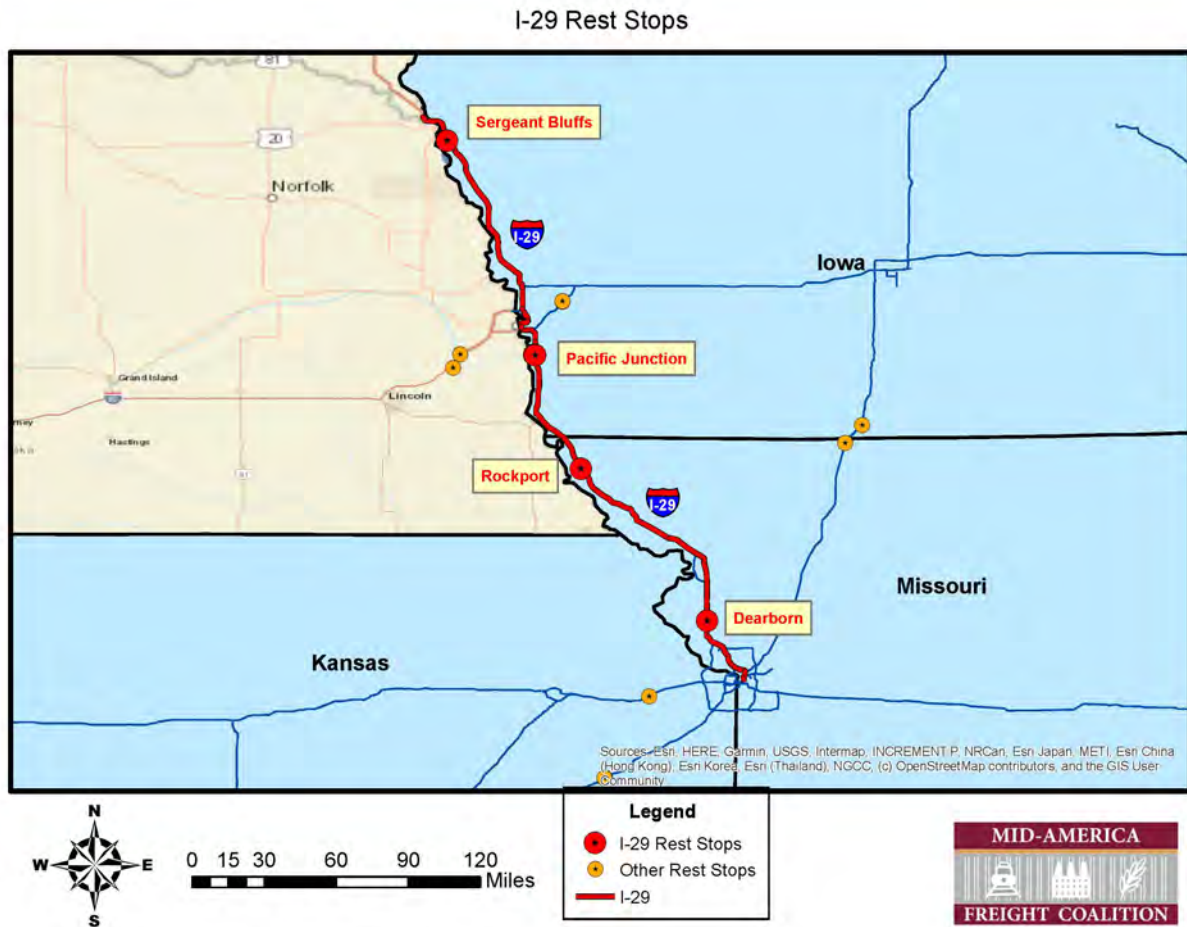 I-29 Rest Stops
81
Sergeant Bluffs
20
Norfolk
I-29
Iowa
Pacific Junction
Grand Island
Lincoln
Hastings
Rockport
I-29
Missouri
Dearborn
Kansas
Sources: Esri, HERE, Garmin, USGS, Intermap, INCREMENT P, NRCan, Esri Japan, METI, Esri China
(Hong Kong), Esri Korea, Esri (Thailand), NGCC, (c) OpenStreetMap contributors, and the GIS User
Community
N
W E
S
0 15 30 60 90 120
Miles
Legend
I-29 Rest Stops
Other Rest Stops
I-29
MID-AMERICA
FREIGHT COALITION